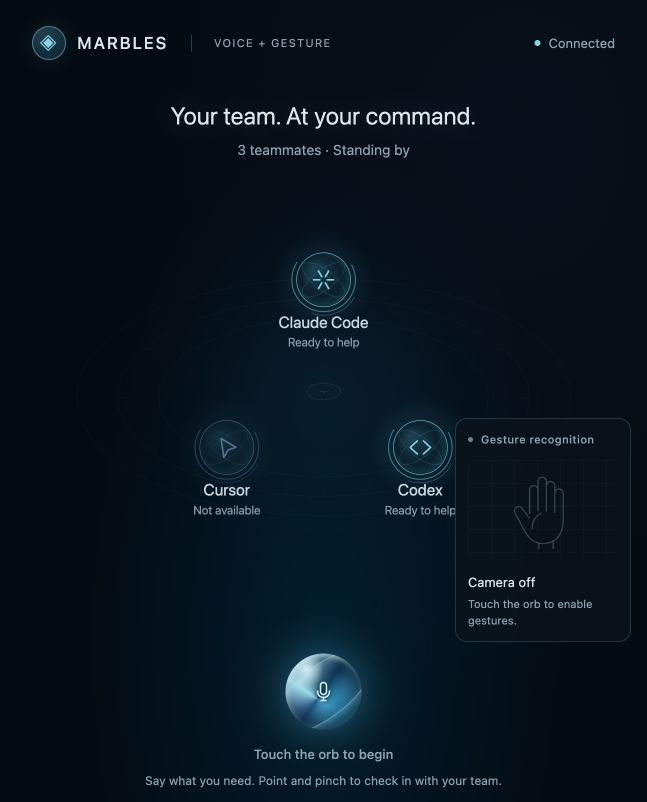 MARBLES
VOICE + GESTURE
Connected
Your team. At your command.
3 teammates · Standing by
Claude Code
Ready to help
Cursor
Not available
Codex
Ready to help
Gesture recognition
Camera off
Touch the orb to enable
gestures.
Touch the orb to begin
Say what you need. Point and pinch to check in with your team.